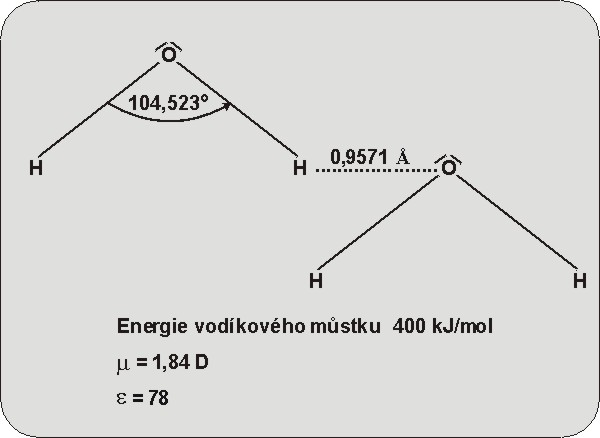 O
104,523°
H
H
0,9571 Å
O
H
H
Energie vodíkového můstku 400 kJ/mol
μ = 1,84 D
ε = 78